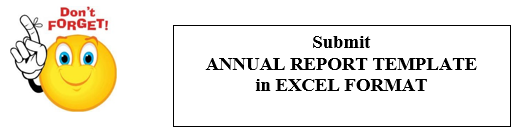 Don't
FORGET!
Submit
ANNUAL REPORT TEMPLATE
in EXCEL FORMAT